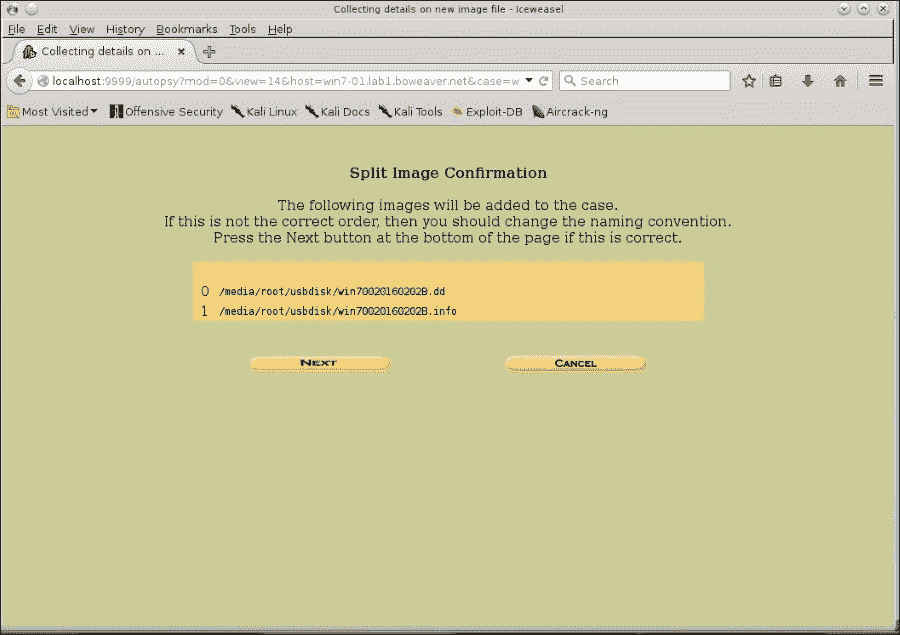 Collecting details on new image file - Iceweasel
File Edit View History Bookmarks Tools Help
Collecting details on ...
localhost:9999/autopsy?mod=0&view=14&host=win7-01.lab1.boweaver.net&case=w
Search
Most Visited Offensive Security Kali Linux Kali Docs Kali Tools Exploit-DB Aircrack-ng
Split Image Confirmation
The following images will be added to the case.
If this is not the correct order, then you should change the naming convention.
Press the Next button at the bottom of the page if this is correct.
0 /media/root/usbdisk/win70020160202B.dd
1 /media/root/usbdisk/win70020160202B.info
Next Cancel